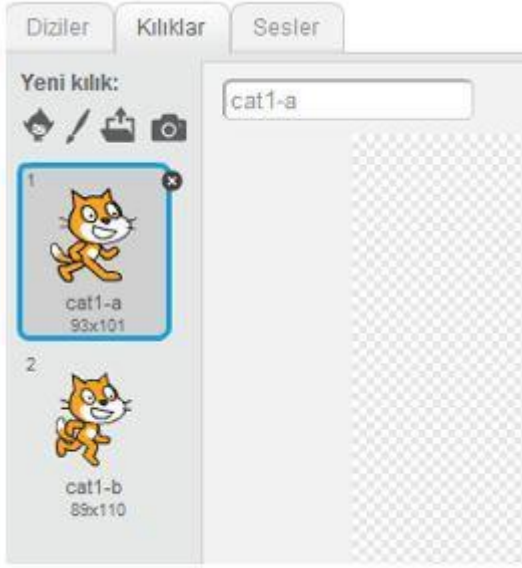 Diziler Kılıklar Sesler
Yeni kılık:
cat1-a
1
cat1-a
93x101
2
cat1-b
89x110